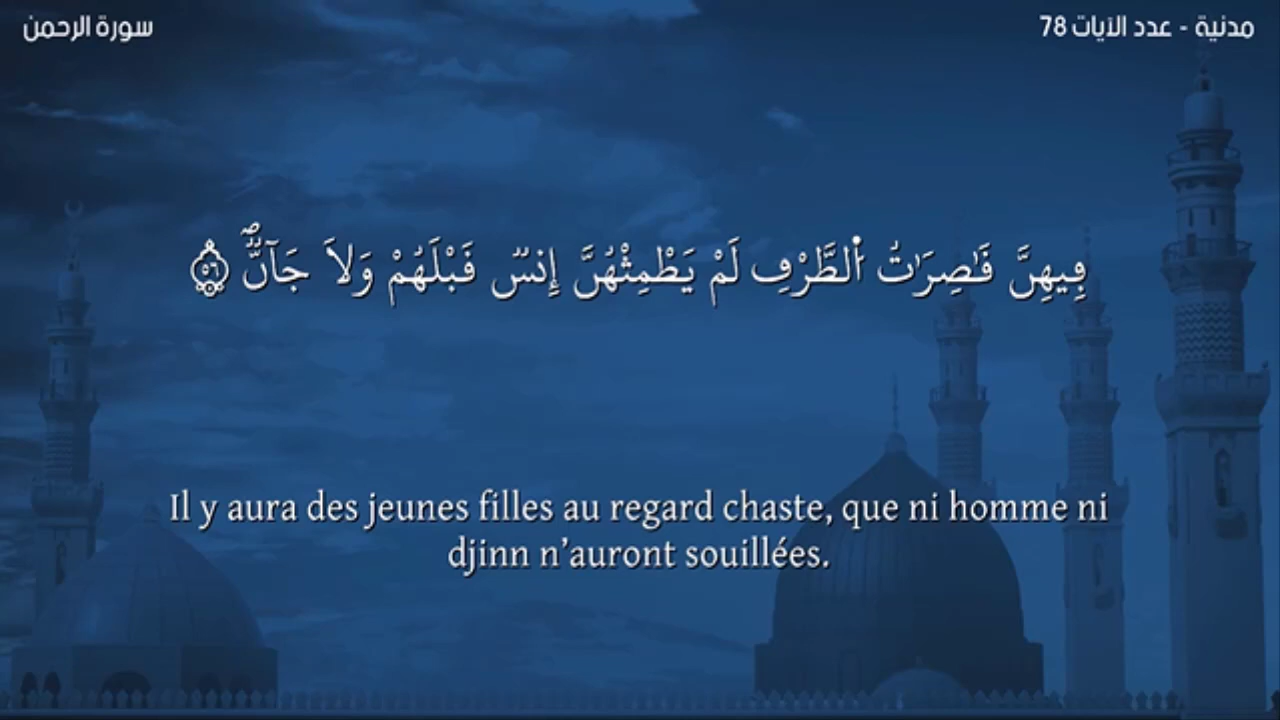 سورة الرحمن
مدنية - عدد الآيات 78
فِيهِنَّ قَٰصِرَٰتُ اُ۬لطَّرْفِ لَمْ يَطْمِثْهُنَّ إِنسٌ قَبْلَهُمْ وَلَا جَآنٌّۖ ٥٦
Il y aura des jeunes filles au regard chaste, que ni homme ni
djinn n’auront souillées.